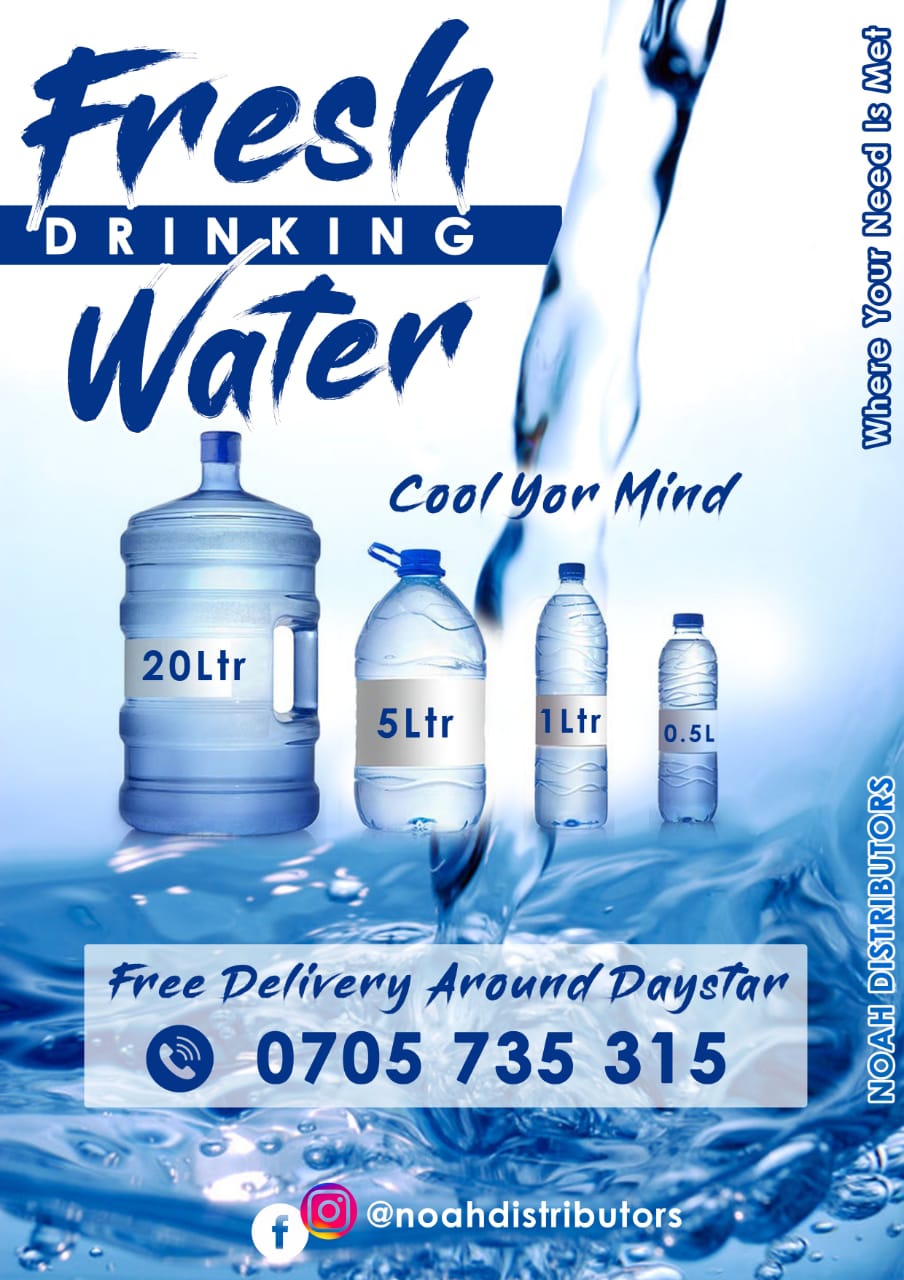 Fresh
DRINKING
Water
Where Your Need Is Met
Cool Yor Mind
20Ltr
5Ltr
1Ltr
0.5L
NOAH DISTRIBUTORS
Free Delivery Around Daystar
0705 735 315
f
@noahdistributors